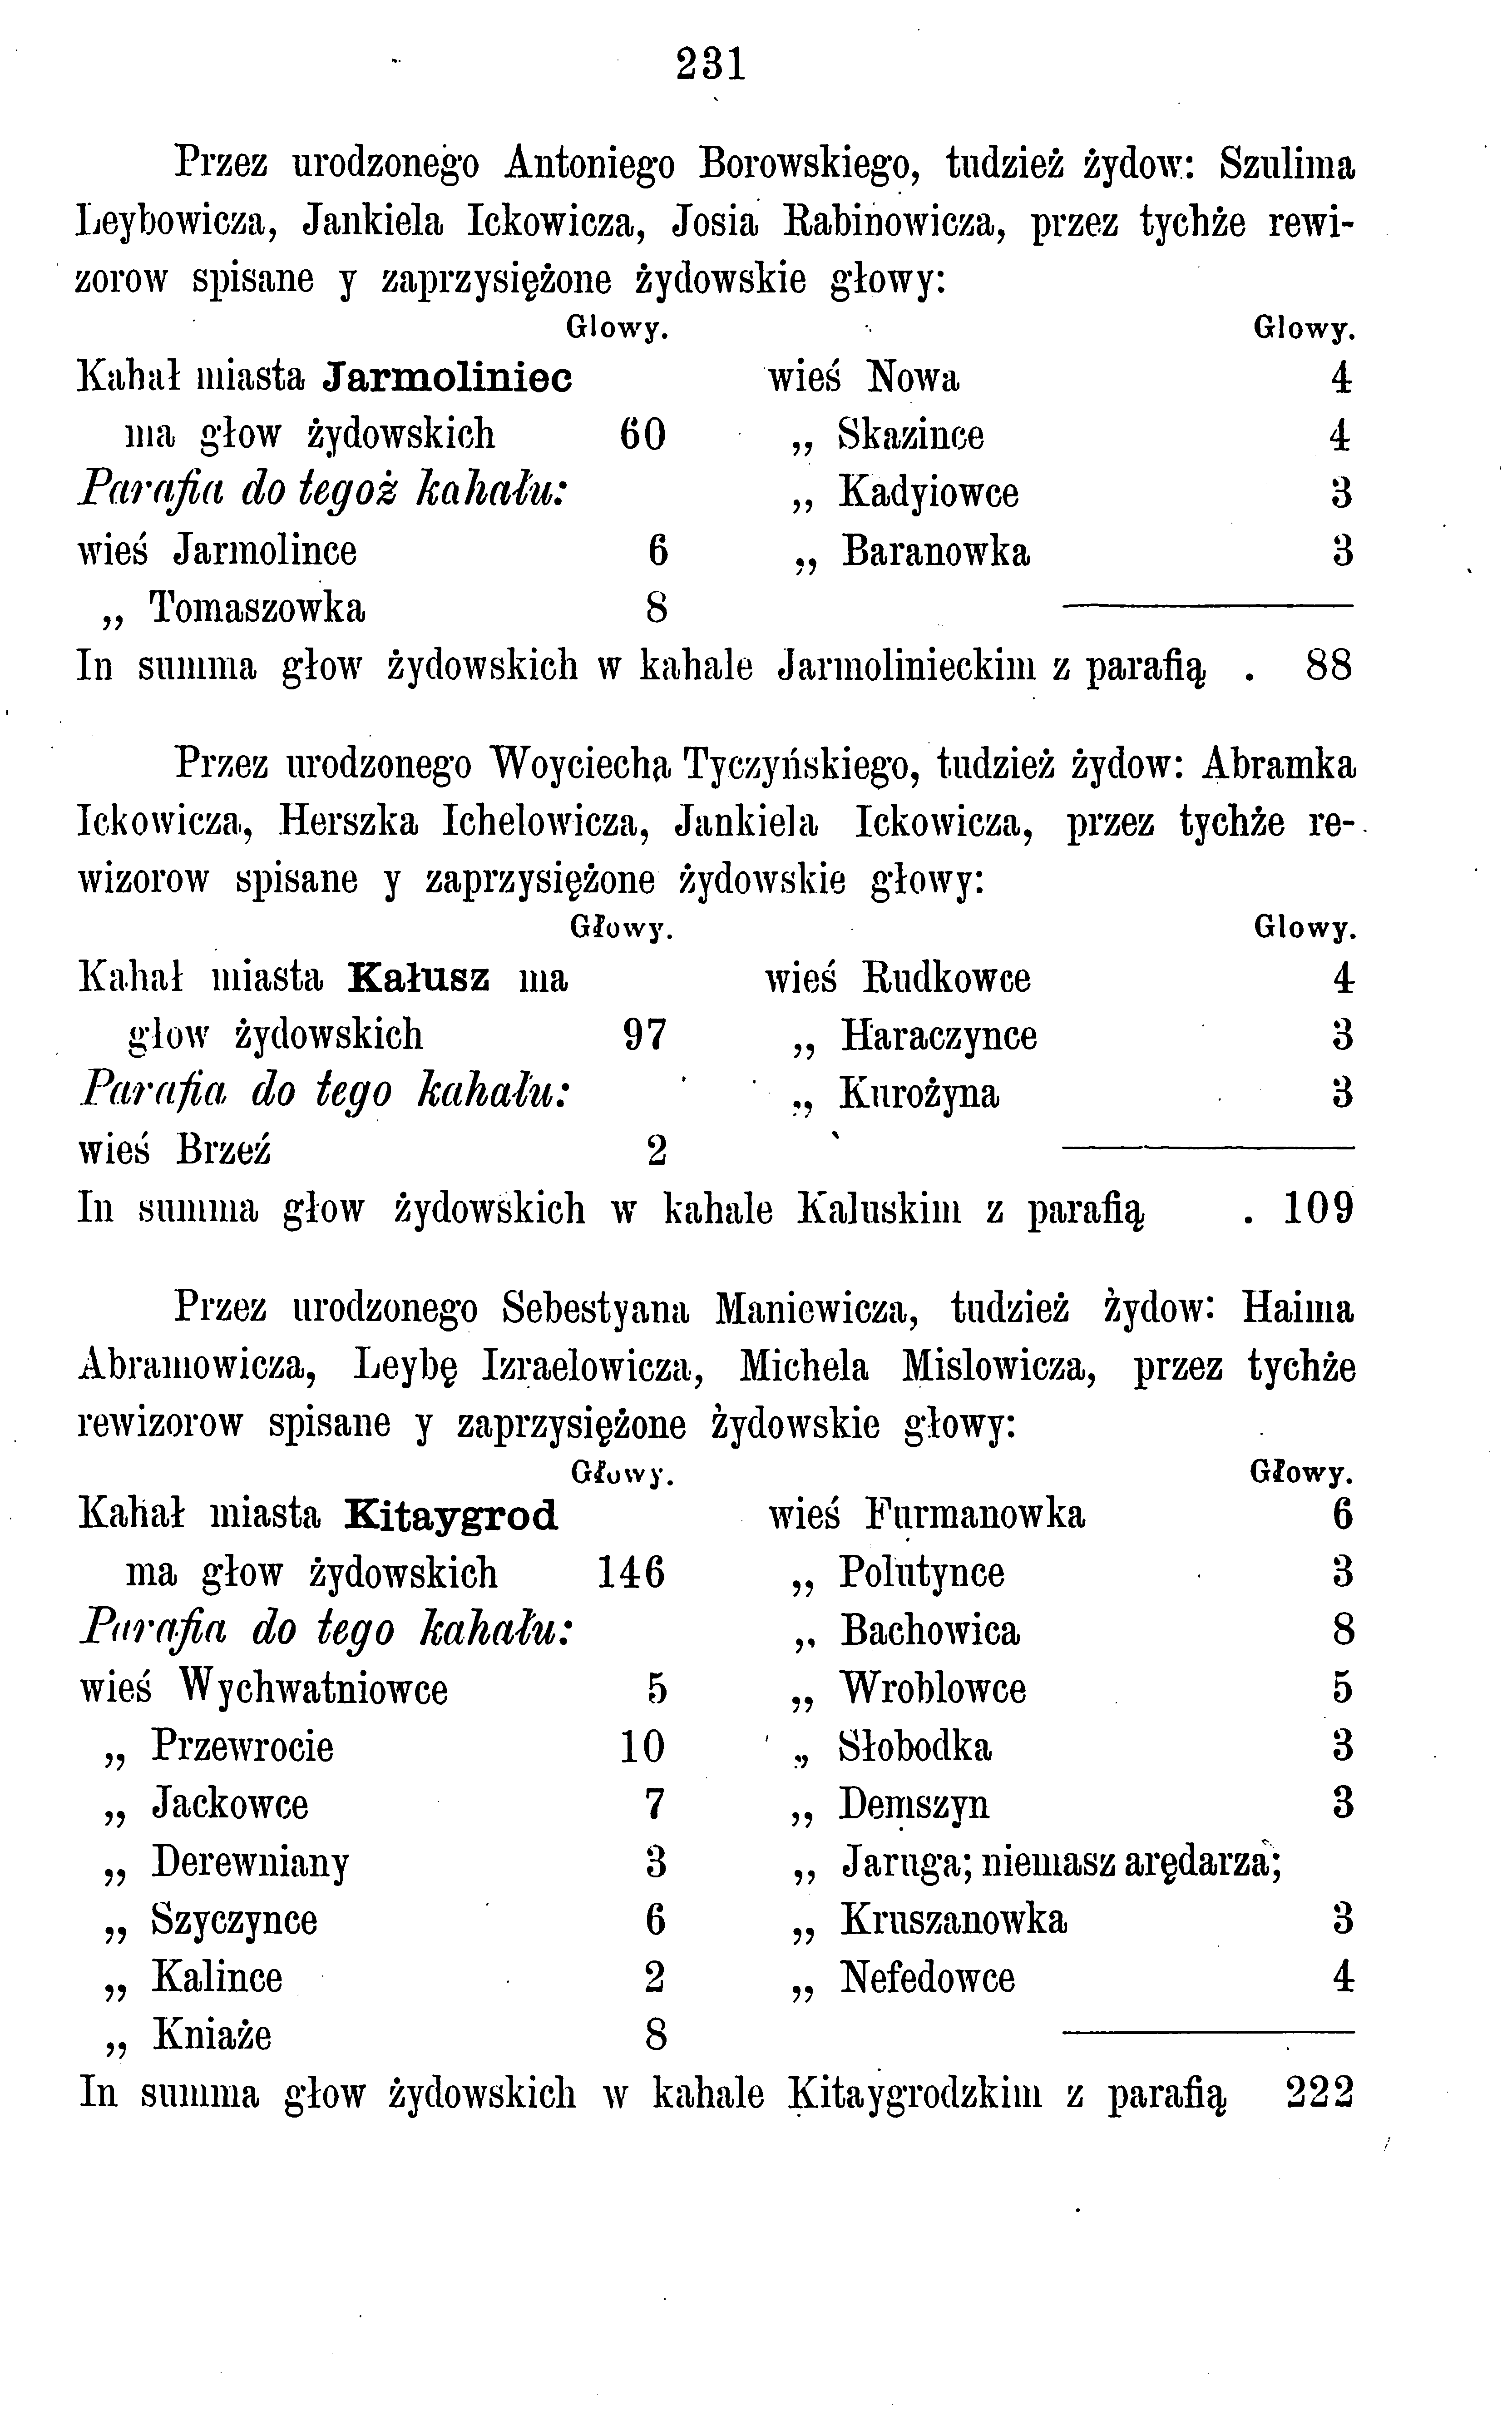 231
Przez urodzonego Antoniego Borowskiego, tudzież żydow: Szulima
Leybowicza, Jankiela Ickowicza, Josia Rabinowicza, przez tychże rewi-
zorow spisane y zaprzysiężone żydowskie głowy:
Glowy.
Kahał miasta Jarmoliniec
ma głow żydowskich 60
Parafia do tegoż kahału:
wieś Jarmolince 6
„ Tomaszowka 8
Glowy.
wieś Nowa 4
„ Skazince 4
„ Kadyiowce 3
„ Baranowka 3
In summa głow żydowskich w kahale Jarmolinieckim z parafią . 88
Przez urodzonego Woyciecha Tyczyńskiego, tudzież żydow: Abramka
Ickowicza, Herszka Ichelowicza, Jankiela Ickowicza, przez tychże re-
wizorow spisane y zaprzysiężone żydowskie głowy:
Głowy.
Kahał miasta Kałusz ma
głow żydowskich 97
Parafia do tego kahału:
wieś Brzeź 2
Glowy.
wieś Rudkowce 4
„ Haraczynce 3
„ Kurożyna 3
In summa głow żydowskich w kahale Kaluskim z parafią . 109
Przez urodzonego Sebestyana Maniewicza, tudzież żydow: Haima
Abramowicza, Leybę Izraelowicza, Michela Mislowicza, przez tychże
rewizorow spisane y zaprzysiężone żydowskie głowy:
Głowy.
Kahał miasta Kitaygrod
ma głow żydowskich 146
Parafia do tego kahału:
wieś Wychwatniowce 5
„ Przewrocie 10
„ Jackowce 7
„ Derewniany 3
„ Szyczynce 6
„ Kalince 2
„ Kniaże 8
Głowy.
wieś Furmanowka 6
„ Polutynce 3
„ Bachowica 8
„ Wroblowce 5
„ Słobodka 3
„ Demszyn 3
„ Jaruga; niemasz arędarza;
„ Kruszanowka 3
„ Nefedowce 4
In summa głow żydowskich w kahale Kitaygrodzkim z parafią 222